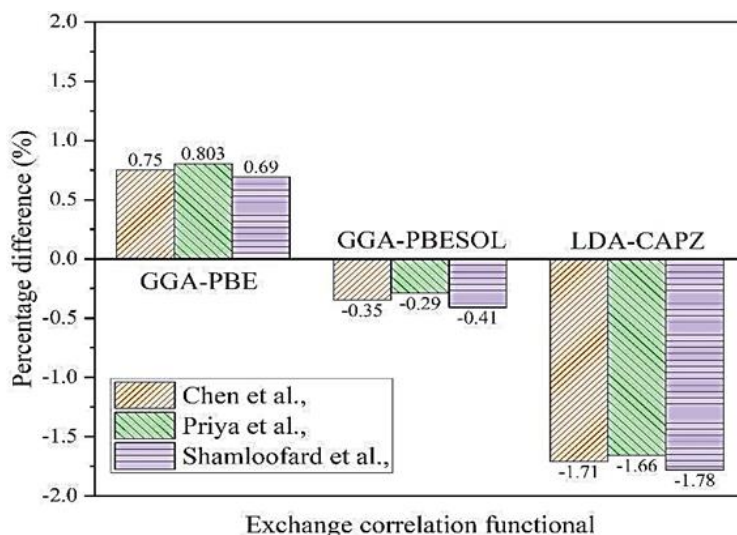 2.0
1.5
1.0
0.5
0.0
-0.5
-1.0
-1.5
-2.0
Percentage difference (%)
0.75
0.803
0.69
GGA-PBE
GGA-PBESOL
-0.35
-0.29
-0.41
LDA-CAPZ
-1.71
-1.66
-1.78
Chen et al.,
Priya et al.,
Shamloofard et al.,
Exchange correlation functional